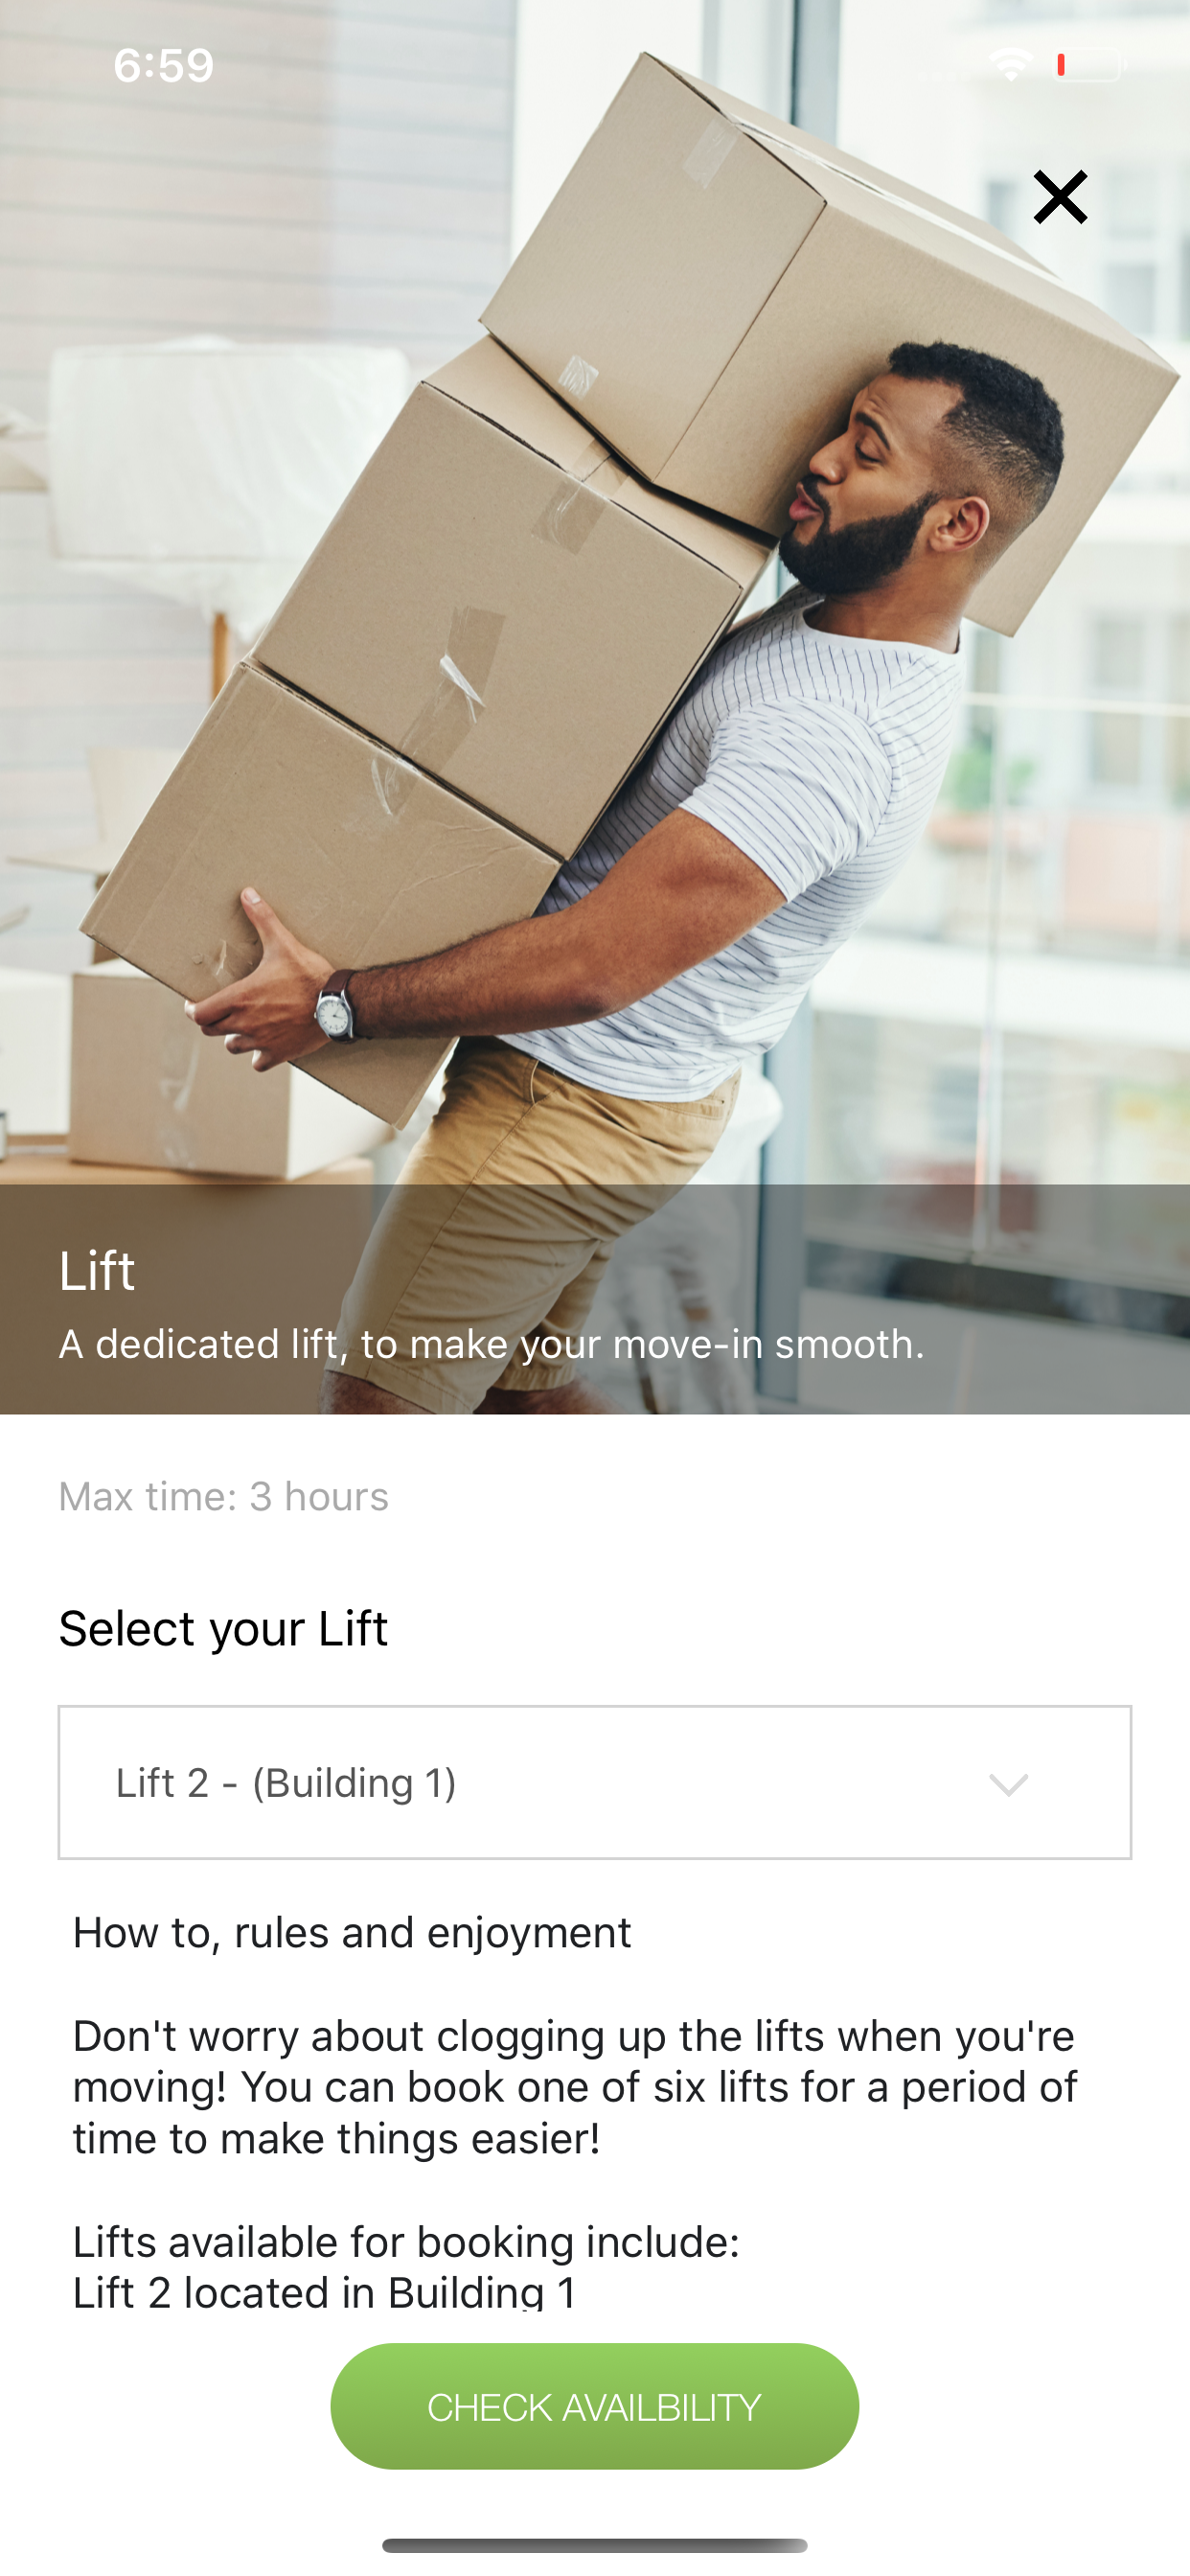 6:59
Lift
A dedicated lift, to make your move-in smooth.
Max time: 3 hours
Select your Lift
Lift 2 - (Building 1)
How to, rules and enjoyment
Don't worry about clogging up the lifts when you're
moving! You can book one of six lifts for a period of
time to make things easier!
Lifts available for booking include:
Lift 2 located in Building 1
CHECK AVAILBILITY